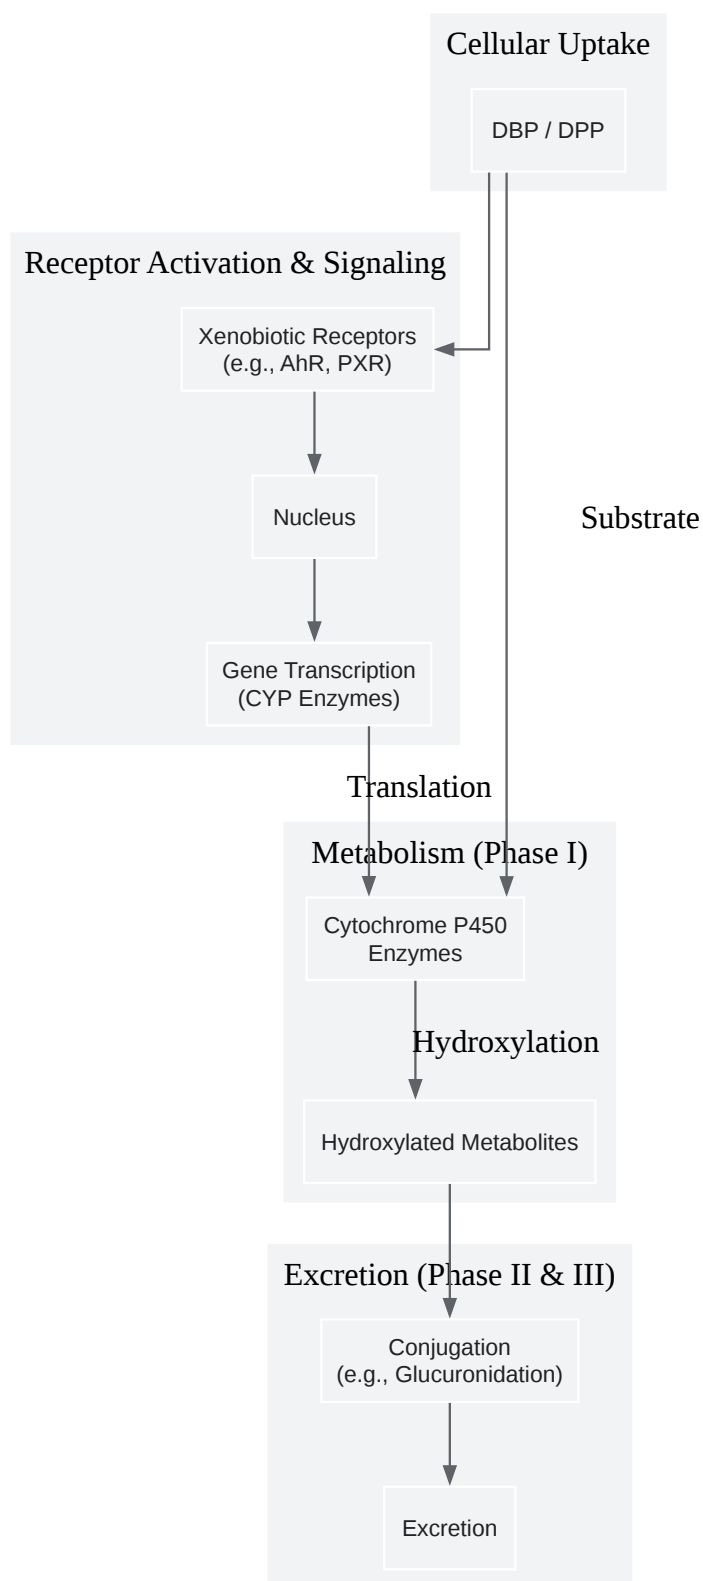 Cellular Uptake
DBP / DPP
Receptor Activation & Signaling
Xenobiotic Receptors
(e.g., AhR, PXR)
Nucleus
Substrate
Gene Transcription
(CYP Enzymes)
Translation
Metabolism (Phase I)
Cytochrome P450
Enzymes
Hydroxylation
Hydroxylated Metabolites
Excretion (Phase II & III)
Conjugation
(e.g., Glucuronidation)
Excretion